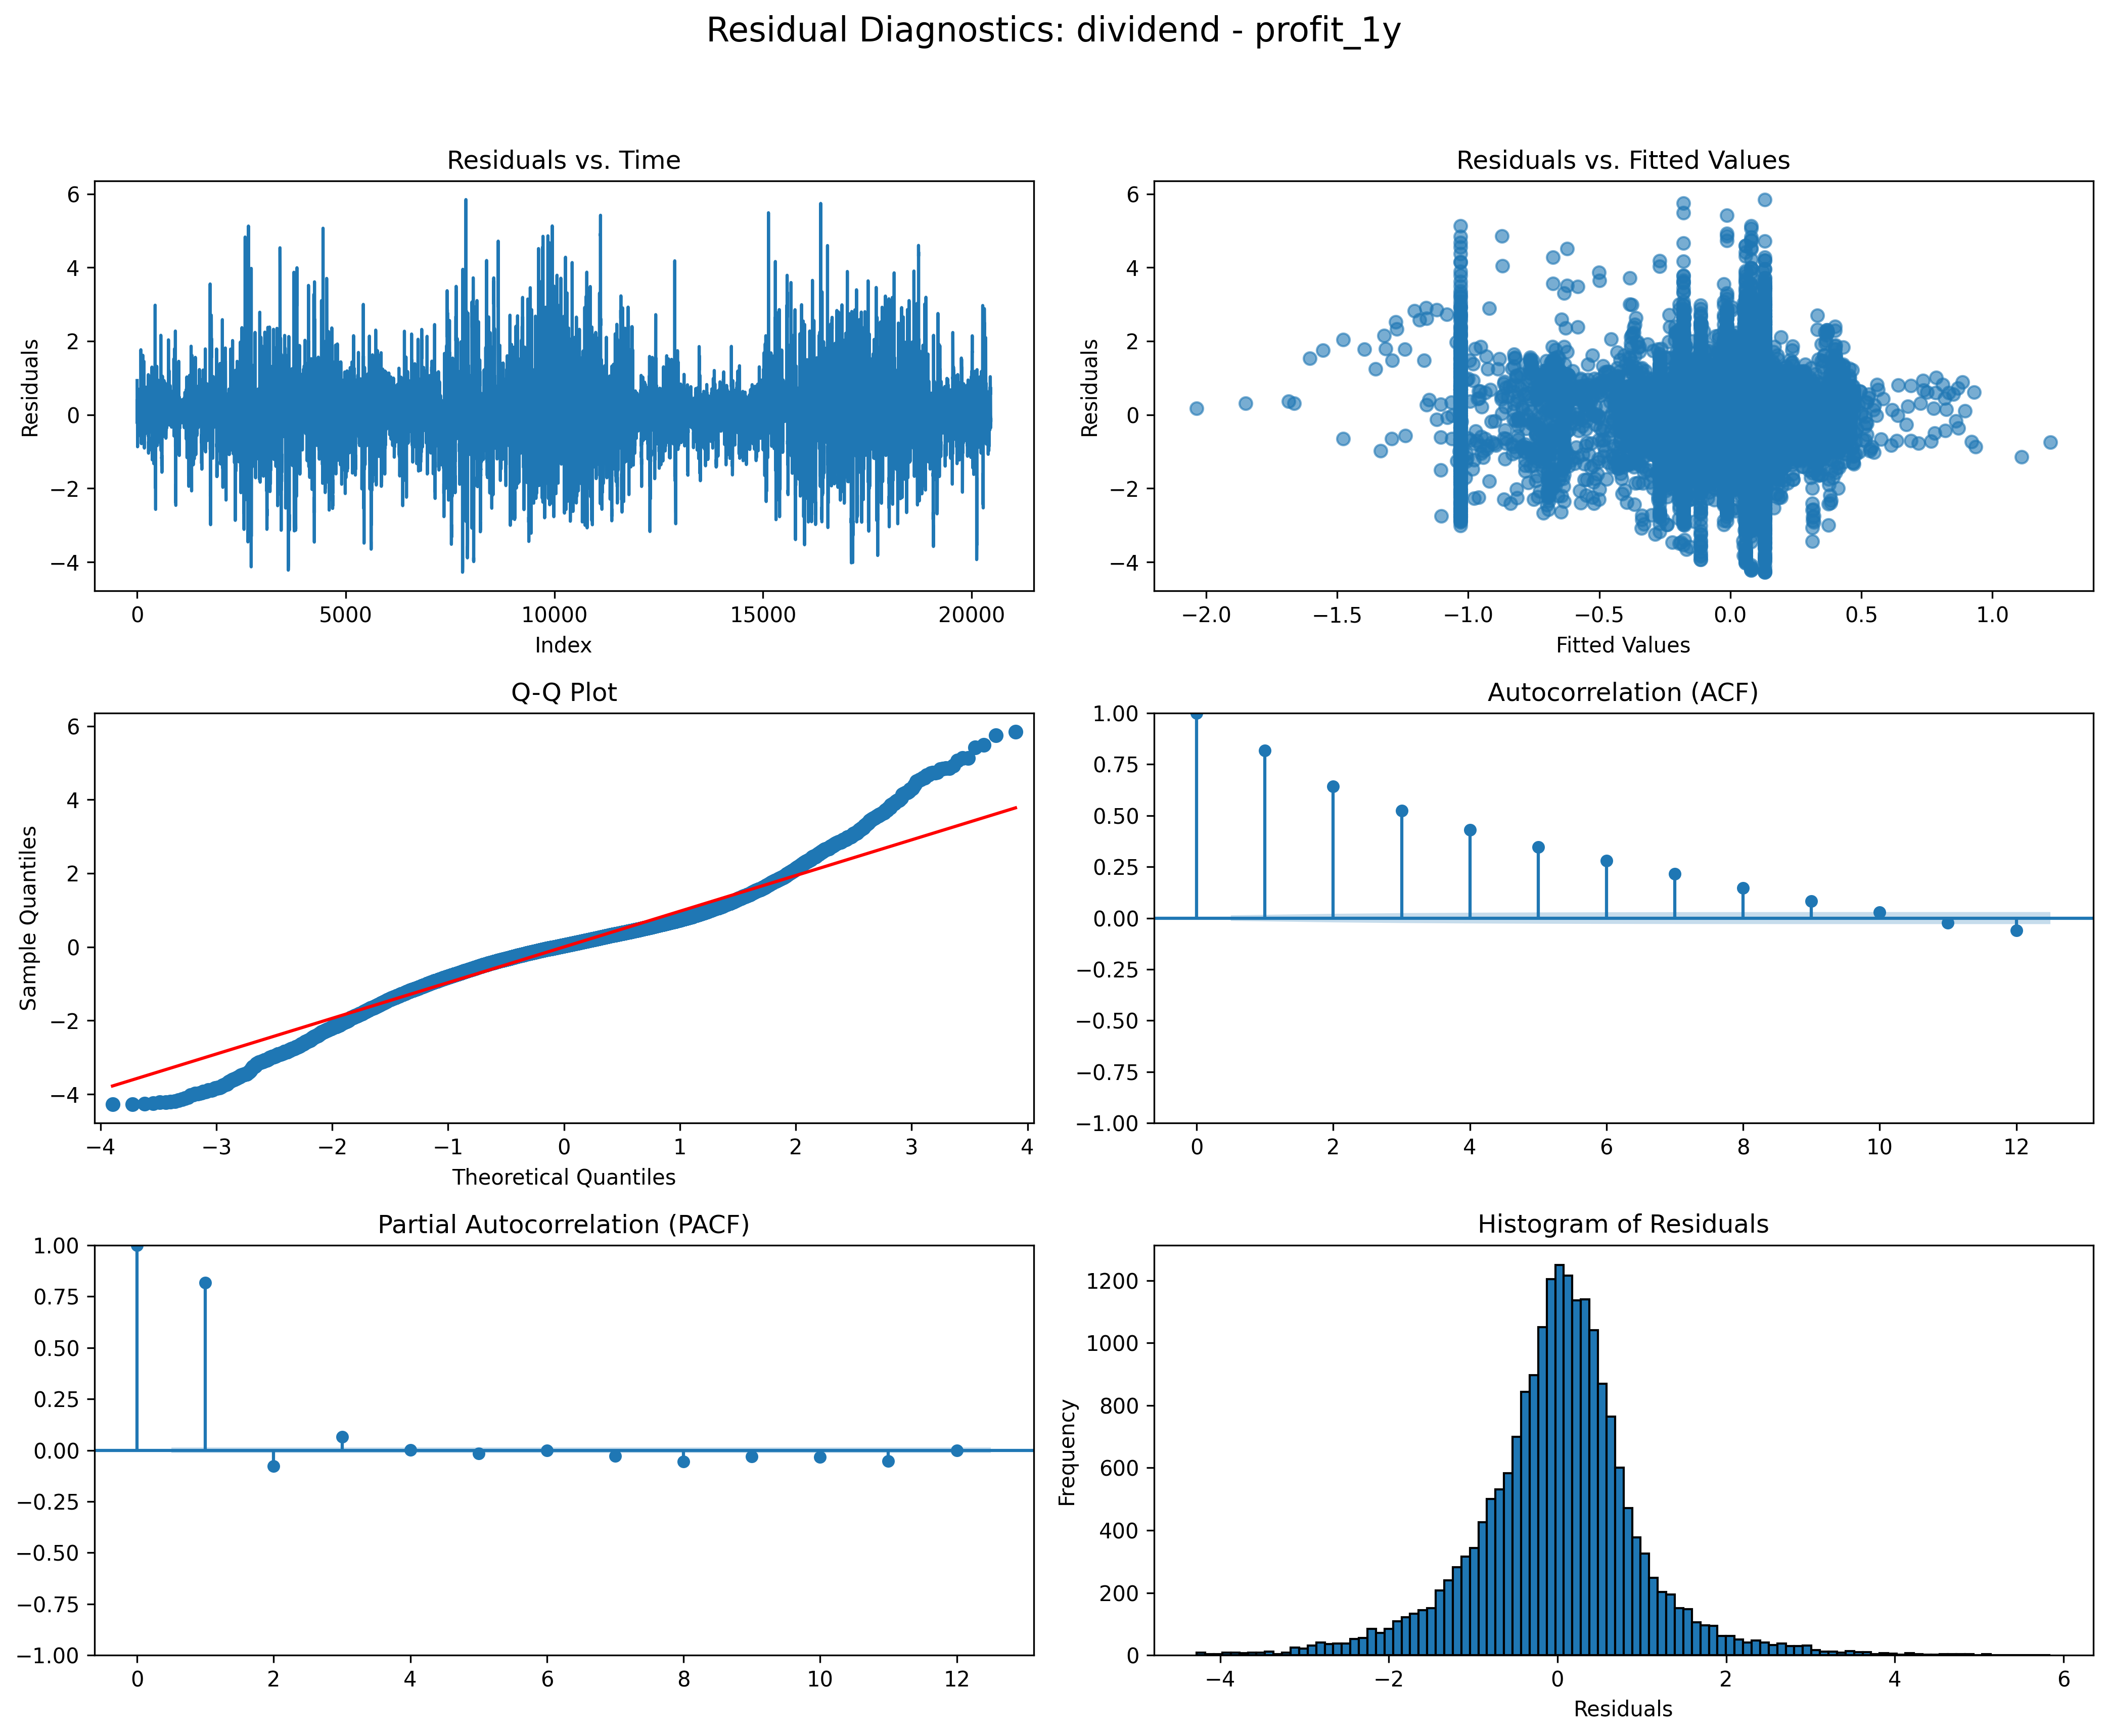 Residual Diagnostics: dividend - profit_1y
Residuals vs. Time
Residuals
6
4
2
0
−2
−4
0 5000 10000 15000 20000
Index
Residuals vs. Fitted Values
Residuals
6
4
2
0
−2
−4
−2.0 −1.5 −1.0 −0.5 0.0 0.5 1.0
Fitted Values
Q-Q Plot
Sample Quantiles
6
4
2
0
−2
−4
−4 −3 −2 −1 0 1 2 3 4
Theoretical Quantiles
Autocorrelation (ACF)
1.00
0.75
0.50
0.25
0.00
−0.25
−0.50
−0.75
−1.00
0 2 4 6 8 10 12
Partial Autocorrelation (PACF)
1.00
0.75
0.50
0.25
0.00
−0.25
−0.50
−0.75
−1.00
0 2 4 6 8 10 12
Histogram of Residuals
Frequency
1200
1000
800
600
400
200
0
−4 −2 0 2 4 6
Residuals